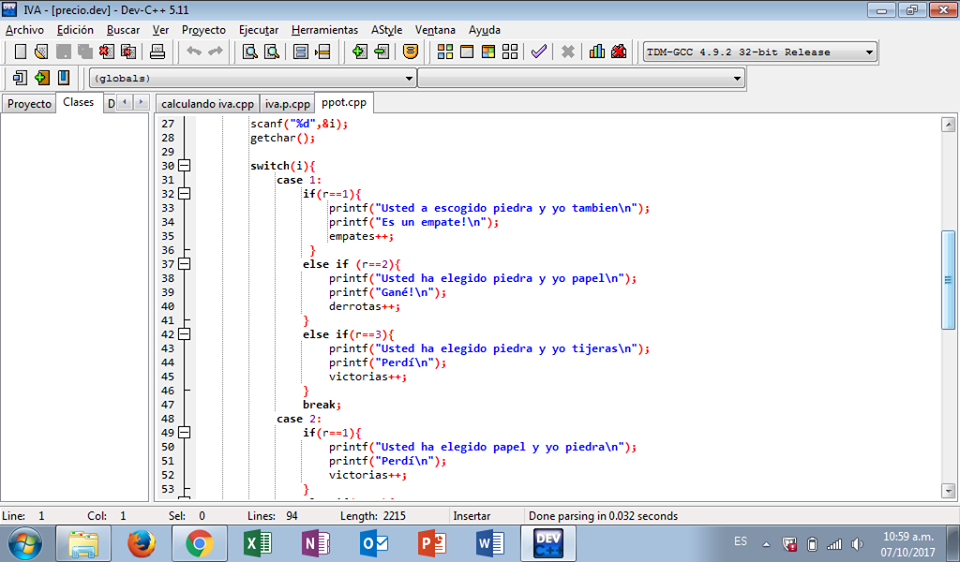 IVA - [precio.dev] - Dev-C++ 5.11
Archivo Edición Buscar Ver Proyecto Ejecutar Herramientas AStyle Ventana Ayuda
TDM-GCC 4.9.2 32-bit Release
(globals)
Proyecto Clases D calculando iva.cpp iva.p.cpp ppot.cpp
27 scanf("%d",&i);
28 getchar();
29
30 switch(i){
31 case 1:
32 if(r==1){
33 printf("Usted a escogido piedra y yo tambien\n");
34 printf("Es un empate!\n");
35 empates++;
36 }
37 else if (r==2){
38 printf("Usted ha elegido piedra y yo papel\n");
39 printf("Gané!\n");
40 derrotas++;
41 }
42 else if(r==3){
43 printf("Usted ha elegido piedra y yo tijeras\n");
44 printf("Perdí\n");
45 victorias++;
46 }
47 break;
48 case 2:
49 if(r==1){
50 printf("Usted ha elegido papel y yo piedra\n");
51 printf("Perdí\n");
52 victorias++;
53 }
Line: 1 Col: 1 Sel: 0 Lines: 94 Length: 2215 Insertar Done parsing in 0.032 seconds
ES
10:59 a.m.
07/10/2017
DEV
C++